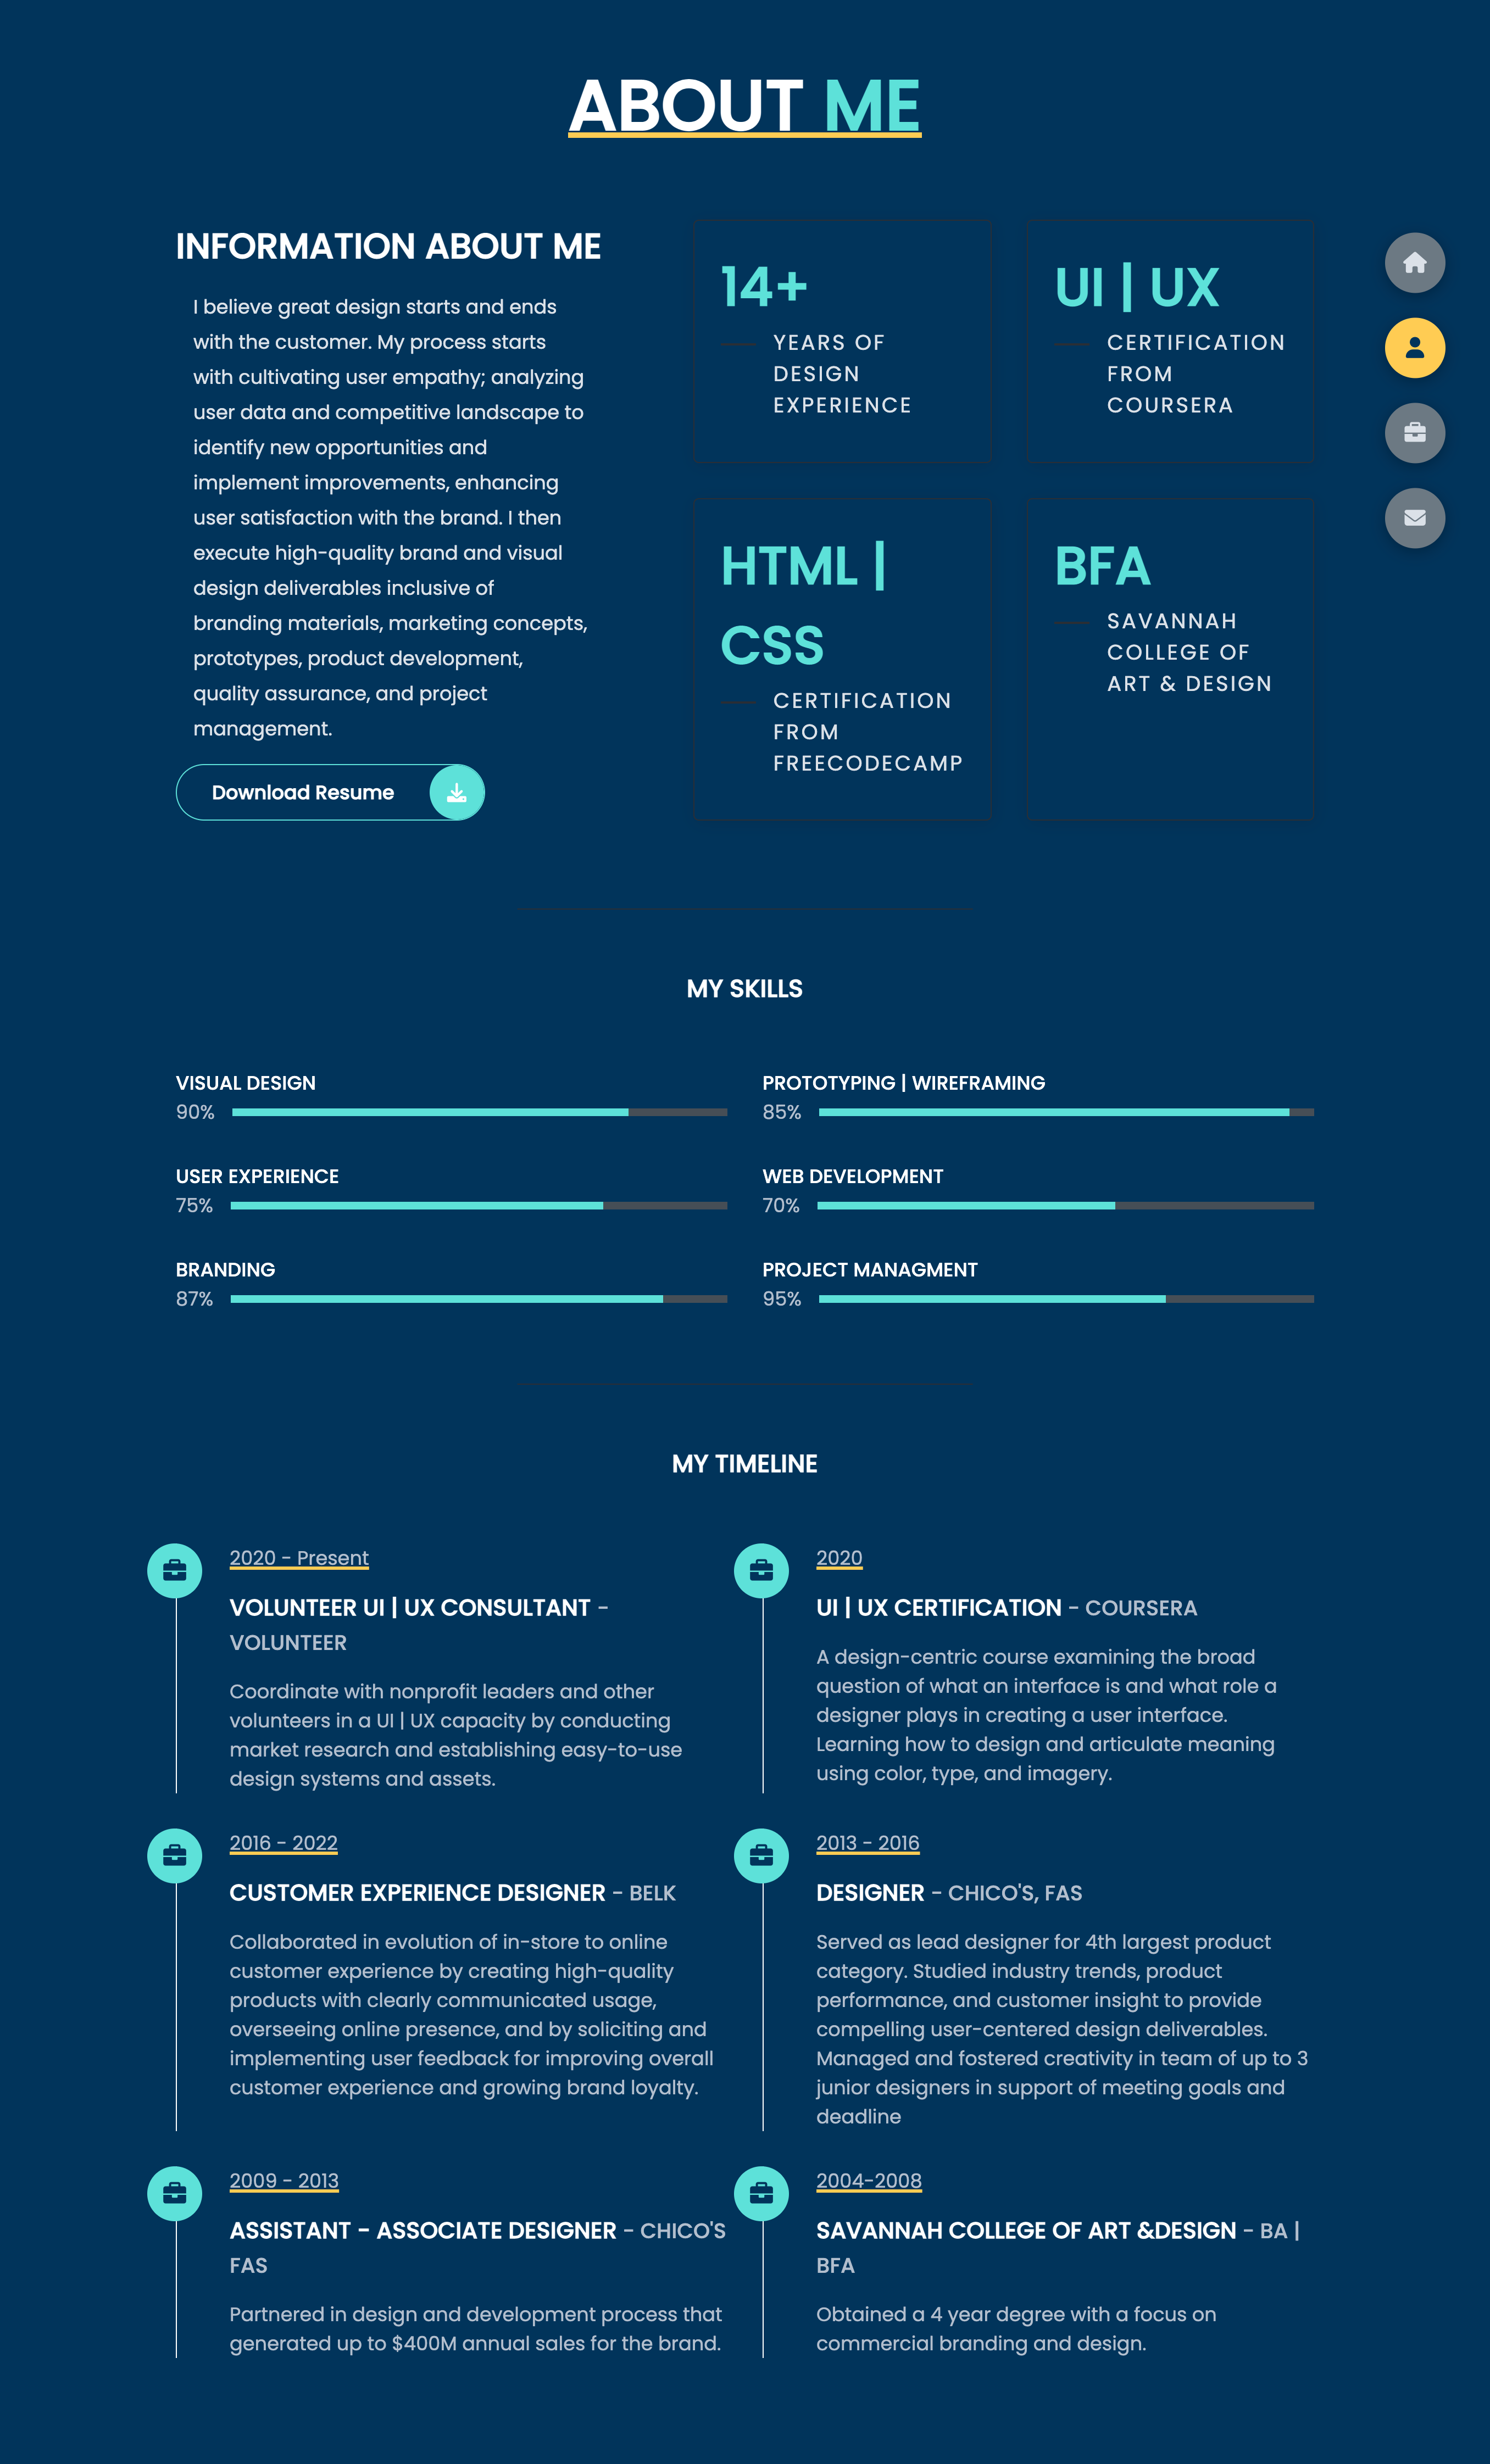 ABOUT ME
INFORMATION ABOUT ME
I believe great design starts and ends
with the customer. My process starts
with cultivating user empathy; analyzing
user data and competitive landscape to
identify new opportunities and
implement improvements, enhancing
user satisfaction with the brand. I then
execute high-quality brand and visual
design deliverables inclusive of
branding materials, marketing concepts,
prototypes, product development,
quality assurance, and project
management.
Download Resume
14+
YEARS OF
DESIGN
EXPERIENCE
UI | UX
CERTIFICATION
FROM
COURSERA
HTML |
CSS
CERTIFICATION
FROM
FREECODECAMP
BFA
SAVANNAH
COLLEGE OF
ART & DESIGN
MY SKILLS
VISUAL DESIGN
90%
PROTOTYPING | WIREFRAMING
85%
USER EXPERIENCE
75%
WEB DEVELOPMENT
70%
BRANDING
87%
PROJECT MANAGMENT
95%
MY TIMELINE
2020 - Present
VOLUNTEER UI | UX CONSULTANT -
VOLUNTEER
Coordinate with nonprofit leaders and other
volunteers in a UI | UX capacity by conducting
market research and establishing easy-to-use
design systems and assets.
2020
UI | UX CERTIFICATION - COURSERA
A design-centric course examining the broad
question of what an interface is and what role a
designer plays in creating a user interface.
Learning how to design and articulate meaning
using color, type, and imagery.
2016 - 2022
CUSTOMER EXPERIENCE DESIGNER - BELK
Collaborated in evolution of in-store to online
customer experience by creating high-quality
products with clearly communicated usage,
overseeing online presence, and by soliciting and
implementing user feedback for improving overall
customer experience and growing brand loyalty.
2013 - 2016
DESIGNER - CHICO'S, FAS
Served as lead designer for 4th largest product
category. Studied industry trends, product
performance, and customer insight to provide
compelling user-centered design deliverables.
Managed and fostered creativity in team of up to 3
junior designers in support of meeting goals and
deadline
2009 - 2013
ASSISTANT - ASSOCIATE DESIGNER - CHICO'S
FAS
Partnered in design and development process that
generated up to $400M annual sales for the brand.
2004-2008
SAVANNAH COLLEGE OF ART &DESIGN - BA |
BFA
Obtained a 4 year degree with a focus on
commercial branding and design.